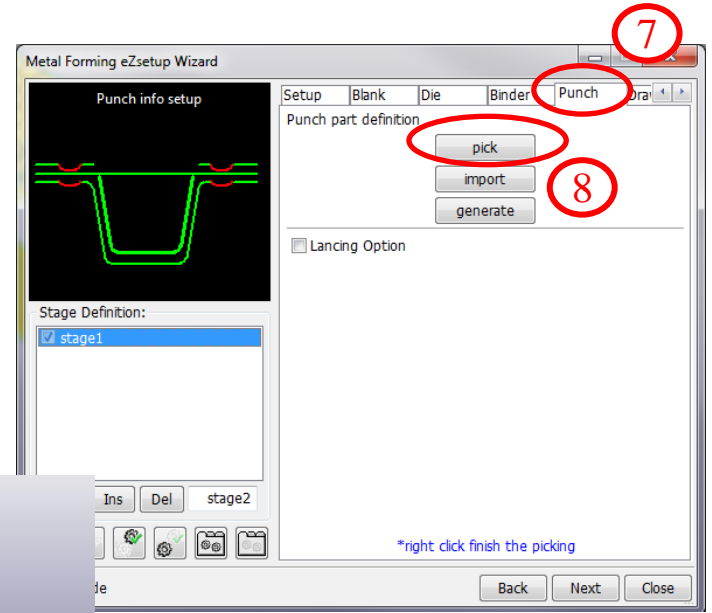 7
Metal Forming eZsetup Wizard
Punch info setup
Setup Blank Die Binder Punch
Punch part definition
pick
import
8
generate
Lancing Option
Stage Definition:
stage1
Ins Del stage2
*right click finish the picking
Back Next Close